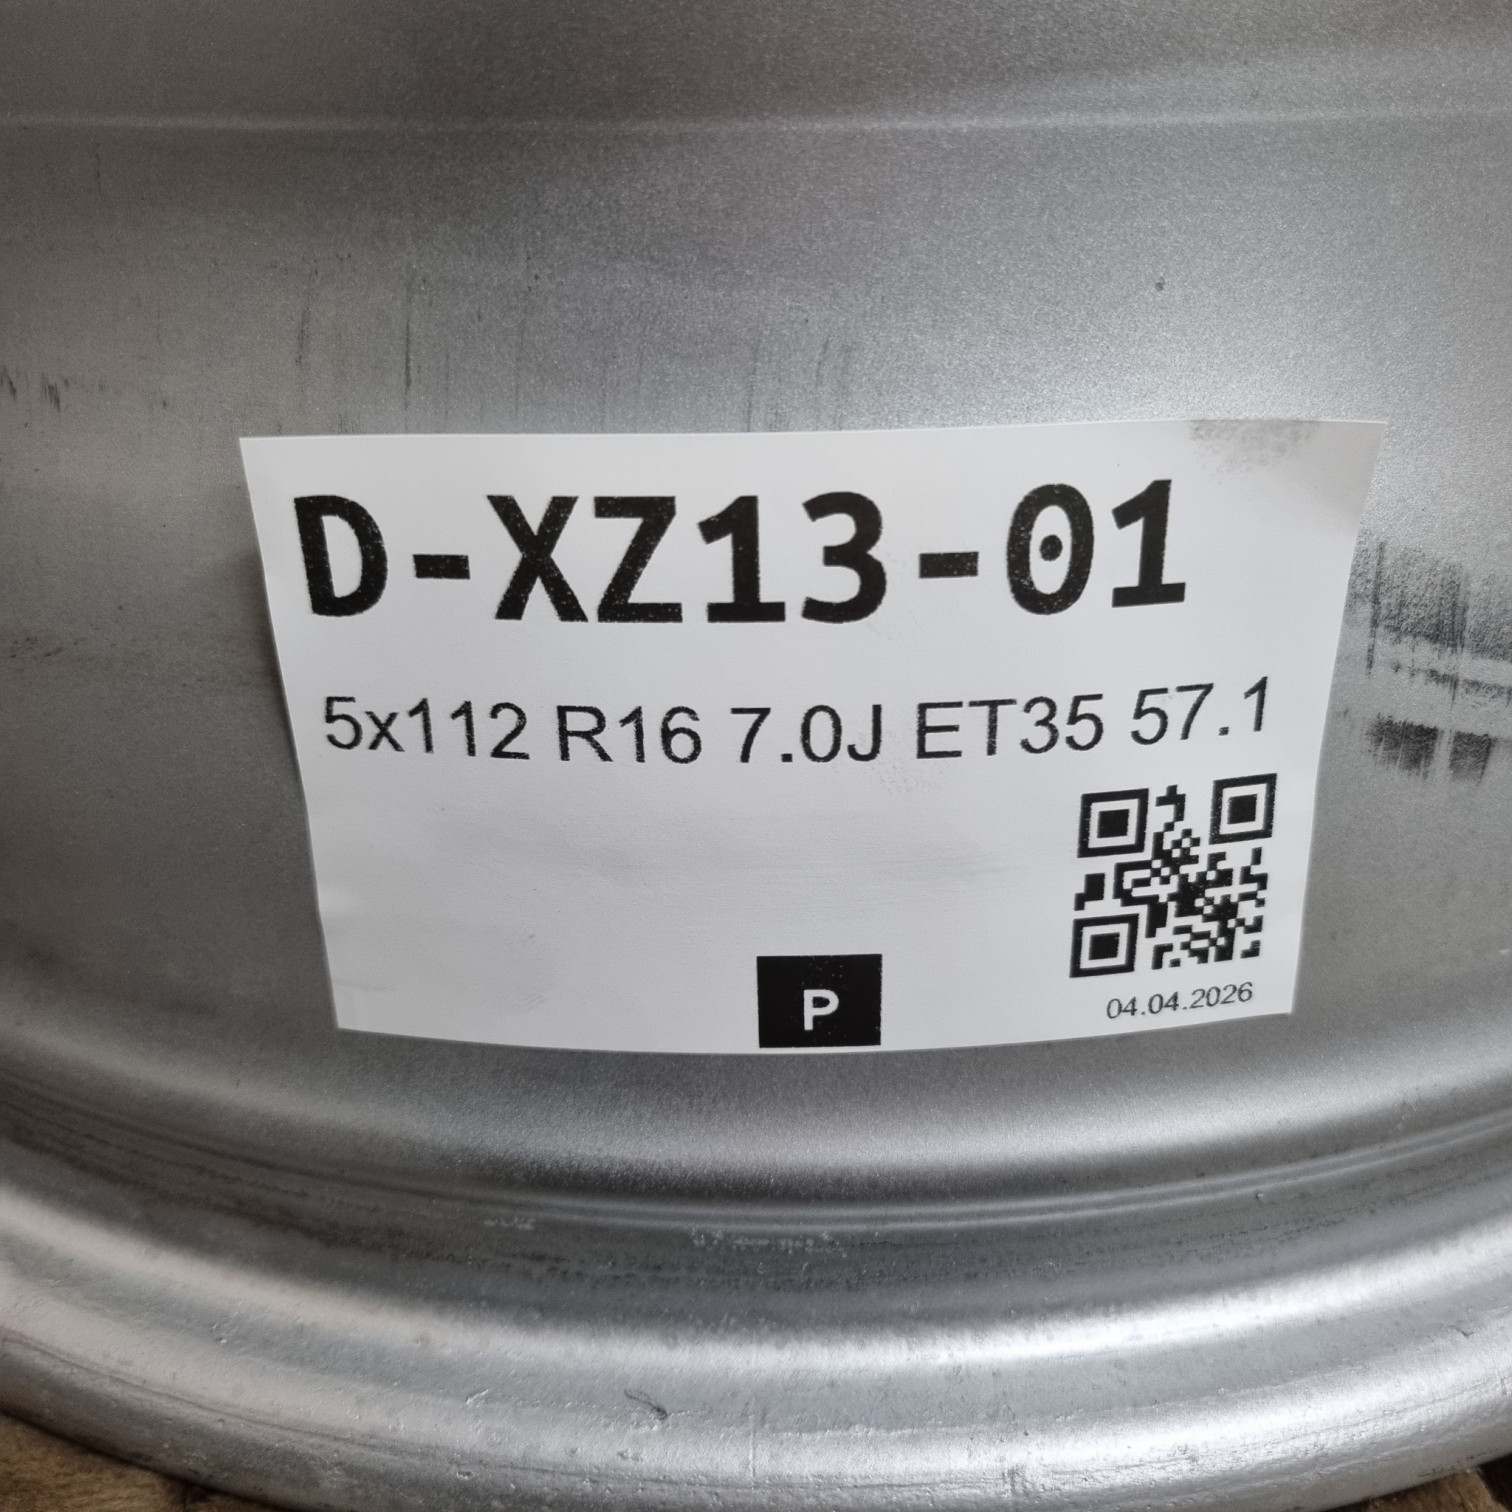 D-XZ13-01
5x112 R16 7.0J ET35 57.1
P
04.04.2026